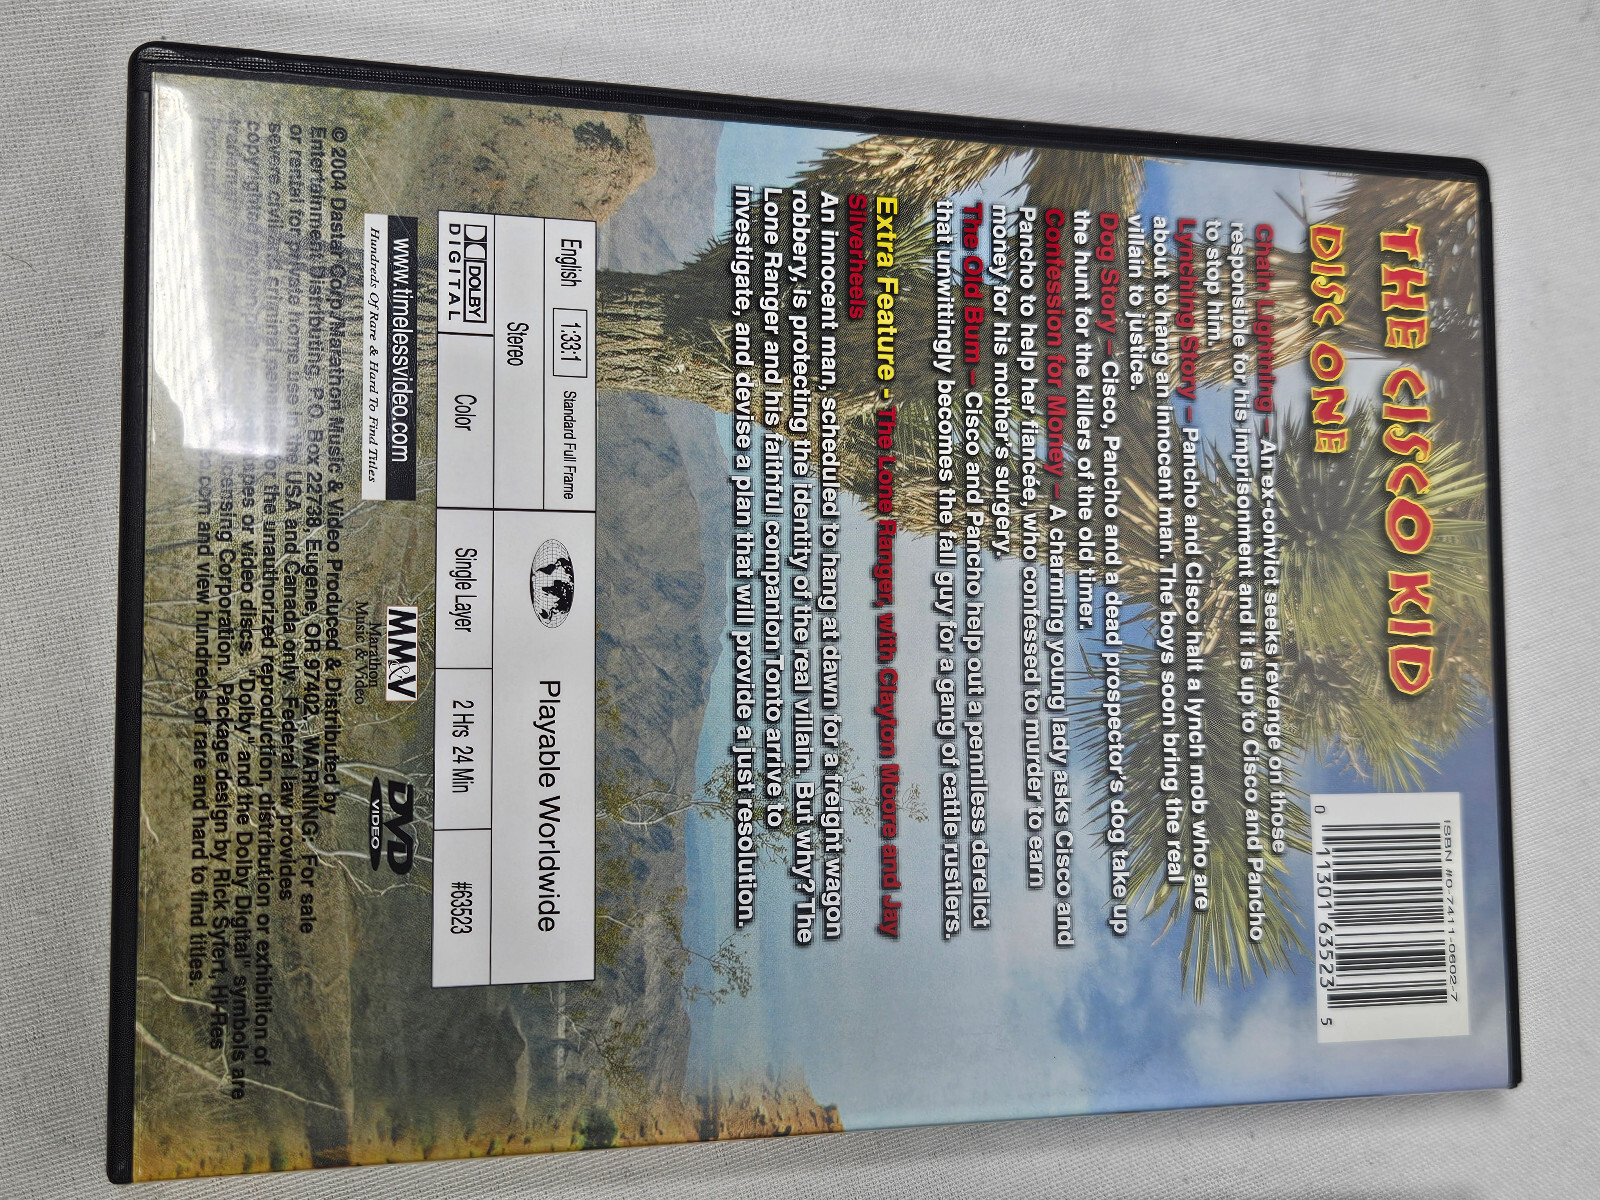 THE CISCO KID
DISC ONE
ISBN #0-7411-0602-7
0 11301 63523 5
Chain Lightning – An ex-convict seeks revenge on those
responsible for his imprisonment and it is up to Cisco and Pancho
to stop him.
Lynching Story – Pancho and Cisco halt a lynch mob who are
about to hang an innocent man. The boys soon bring the real
villain to justice.
Dog Story – Cisco, Pancho and a dead prospector's dog take up
the hunt for the killers of the old timer.
Confession for Money – A charming young lady asks Cisco and
Pancho to help her fiancée, who confessed to murder to earn
money for his mother's surgery.
The Old Bum – Cisco and Pancho help out a penniless derelict
that unwittingly becomes the fall guy for a gang of cattle rustlers.
Extra Feature - The Lone Ranger, with Clayton Moore and Jay
Silverheels
An innocent man, scheduled to hang at dawn for a freight wagon
robbery, is protecting the identity of the real villain. But why? The
Lone Ranger and his faithful companion Tonto arrive to
investigate, and devise a plan that will provide a just resolution.
English 1:33:1 Standard Full Frame
Stereo
Playable Worldwide
DOLBY DIGITAL
Color
Single Layer
2 Hrs 24 Min
#63523
www.timelessvideo.com
Hundreds Of Rare & Hard To Find Titles
MM&V
Marathon
Music & Video
DVD
VIDEO
© 2004 Dastar Corp/Marathon Music & Video Produced & Distributed by
Entertainment Distributing, P.O. Box 22738, Eugene, OR 97402 WARNING: For sale
or rental for private home use in the USA and Canada only. Federal law provides
severe civil and criminal penalties for the unauthorized reproduction, distribution or exhibition of
copyrighted pes or video discs. "Dolby" and the Dolby Digital" symbols are
trademarks censing Corporation. Package design by Rick Syfert, Hi-Res
com and view hundreds of rare and hard to find titles.